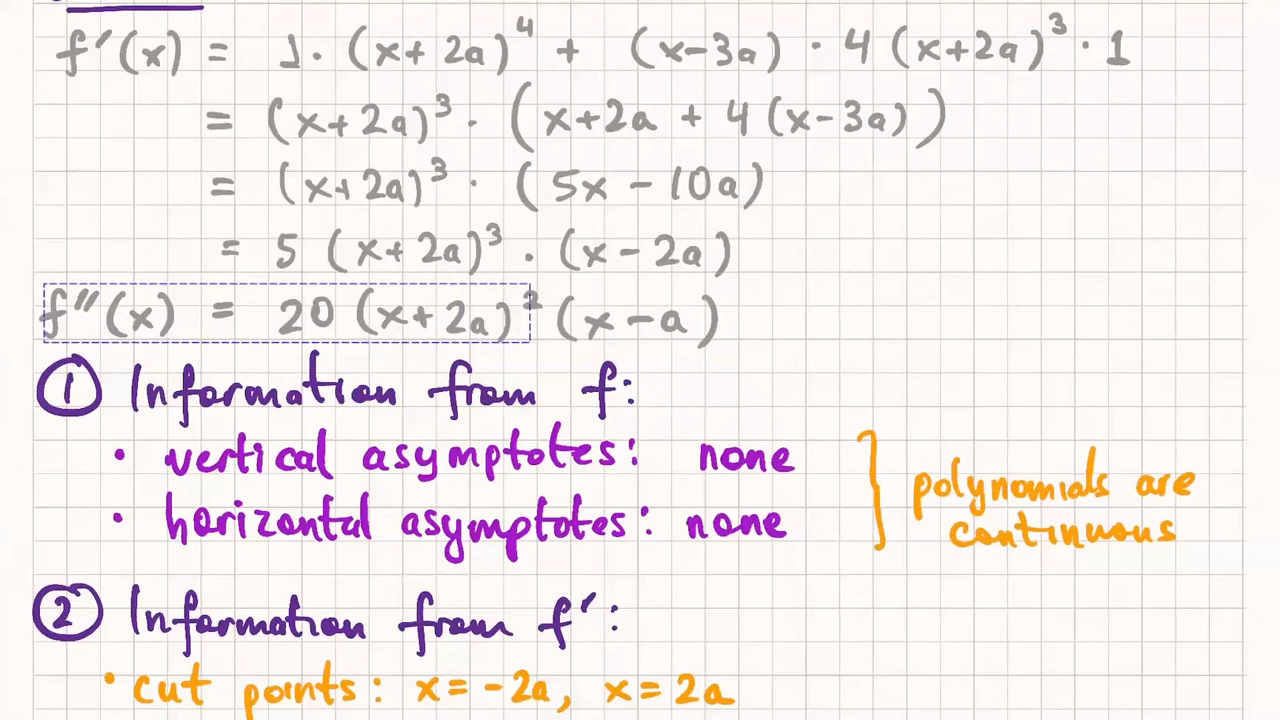 f'(x) = 1 · (x + 2a)⁴ + (x - 3a) · 4 (x + 2a)³ · 1
= (x + 2a)³ · (x + 2a + 4 (x - 3a))
= (x + 2a)³ · (5x - 10a)
= 5 (x + 2a)³ · (x - 2a)
f''(x) = 20 (x + 2a)² (x - a)
① Information from f:
• vertical asymptotes: none
• horizontal asymptotes: none
} polynomials are
continuous
② Information from f':
• cut points: x = -2a, x = 2a